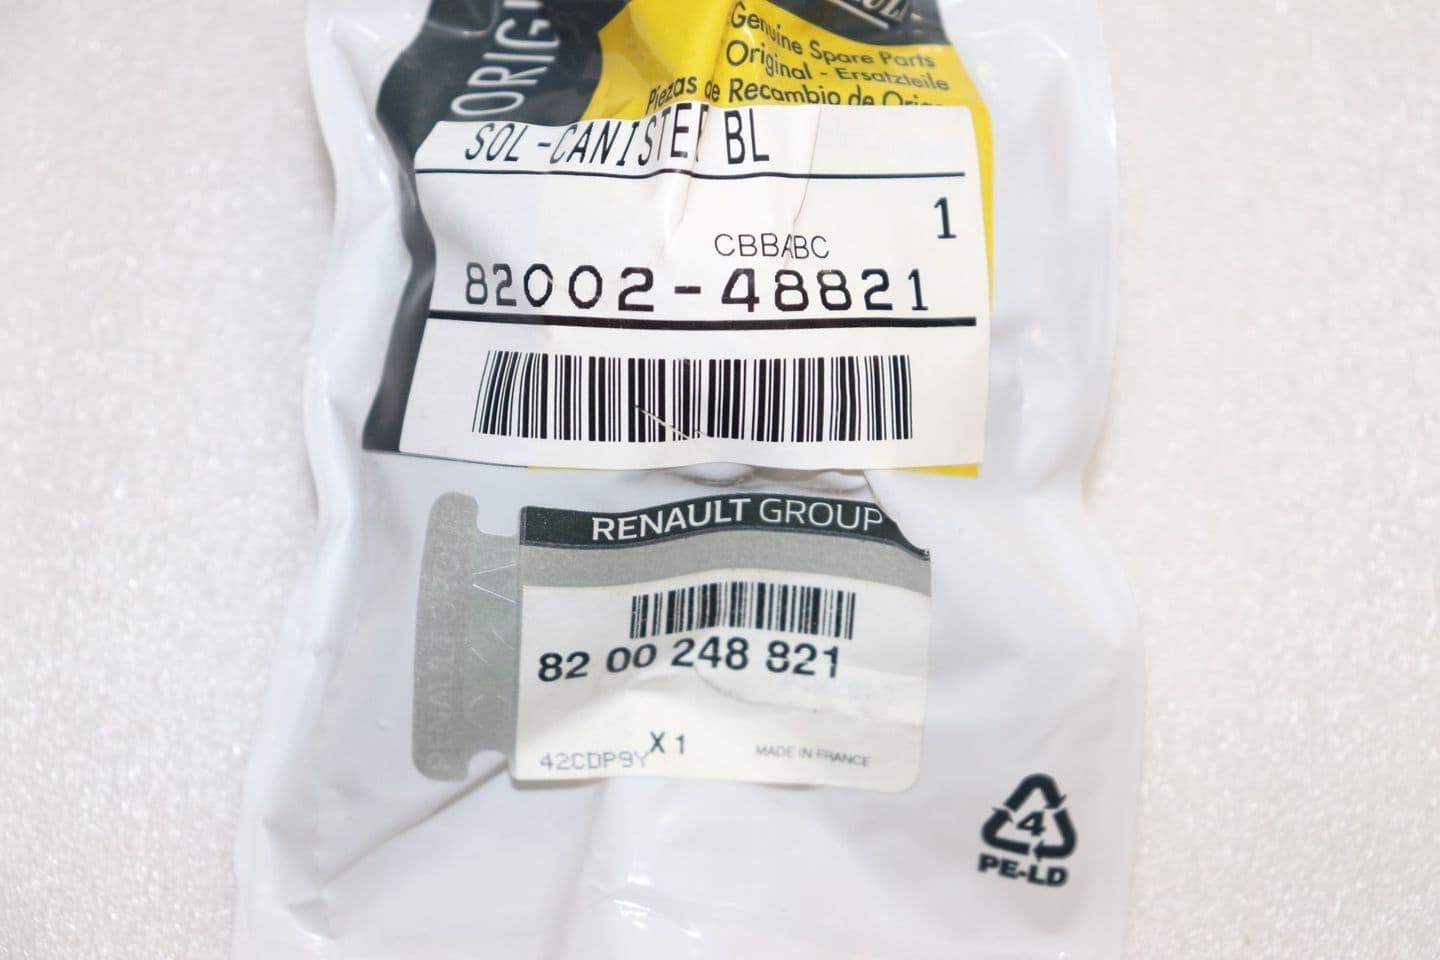 ORIG
Genuine Spare Parts
Original - Ersatzteile
Piezas de Recambio de
SOL-CANISTER BL
1
CBBABC
82002-48821
RENAULT GROUP
82 00 248 821
X 1
42CDP9Y
MADE IN FRANCE
4
PE-LD